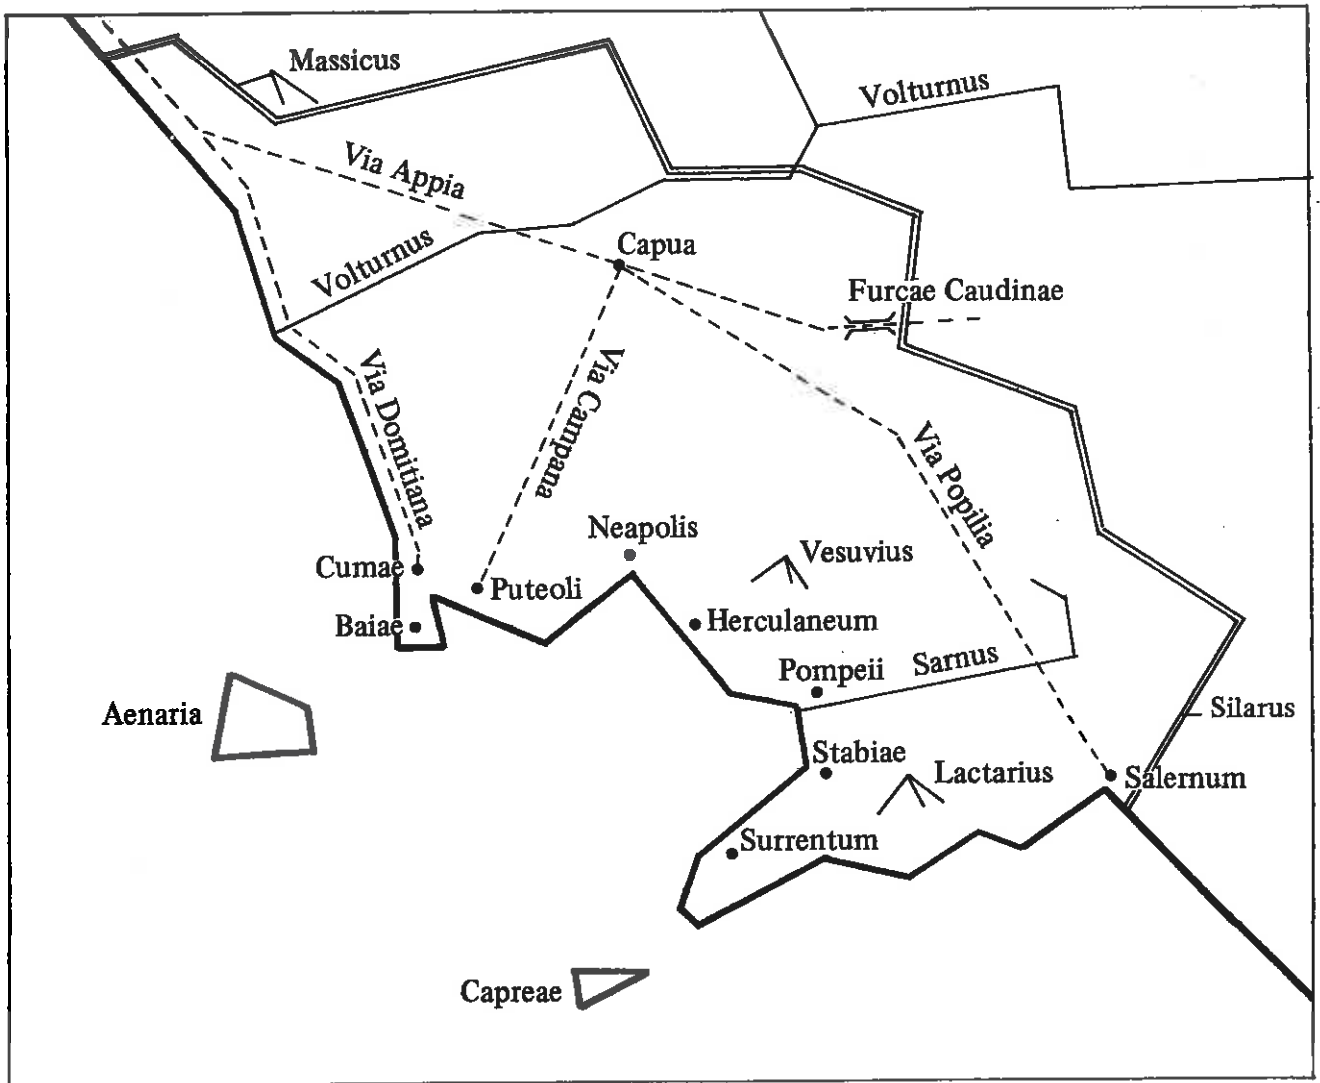 Massicus
Volturnus
Via Appia
Capua
Volturnus
Furcae Caudinae
Via Domitiana
Via Campana
Via Popilia
Neapolis
Vesuvius
Cumae
Puteoli
Baiae
Herculaneum
Pompeii
Sarnus
Aenaria
Silarus
Stabiae
Lactarius
Salernum
Surrentum
Capreae